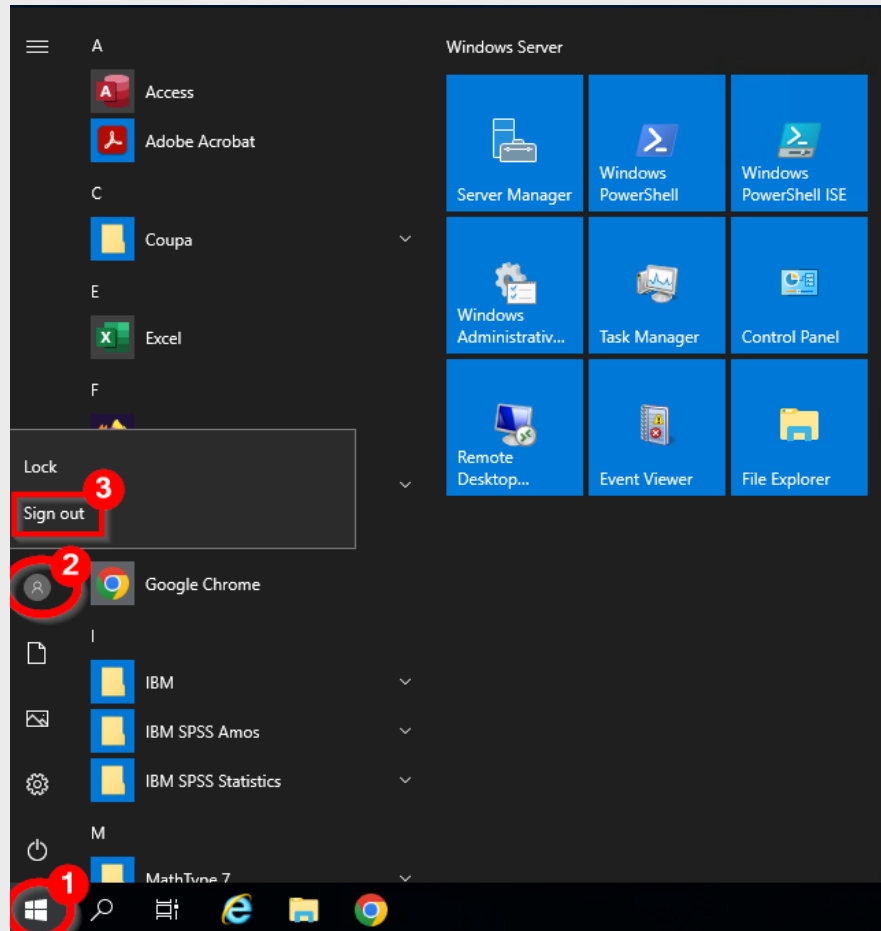 A
Access
Adobe Acrobat
C
Coupa
E
Excel
F
Lock
Sign out
3
2
Google Chrome
I
IBM
IBM SPSS Amos
IBM SPSS Statistics
M
MathType 7
1
Windows Server
Server Manager
Windows
PowerShell
Windows
PowerShell ISE
Windows
Administrativ...
Task Manager
Control Panel
Remote
Desktop...
Event Viewer
File Explorer